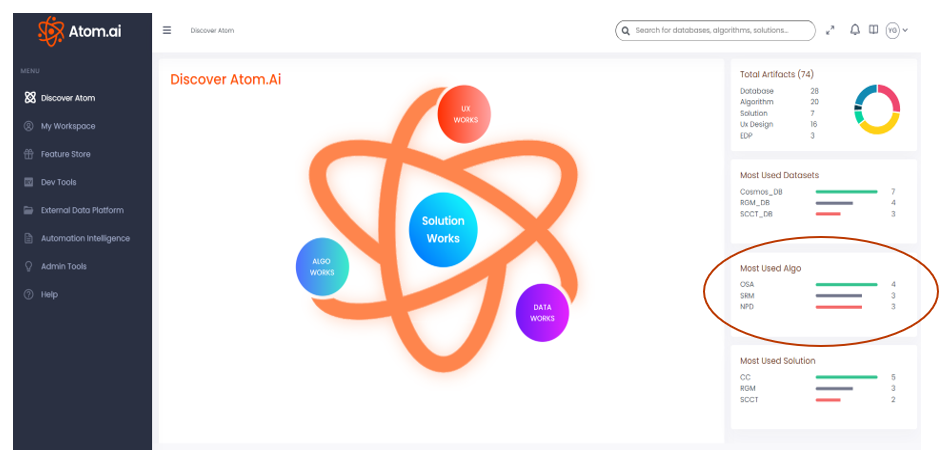 Atom.ai
Discover Atom
Search for databases, algorithms, solutions...
YG
MENU
Discover Atom
My Workspace
Feature Store
Dev Tools
External Data Platform
Automation Intelligence
Admin Tools
Help
Discover Atom.Ai
UX
WORKS
Solution
Works
ALGO
WORKS
DATA
WORKS
Total Artifacts (74)
Database 28
Algorithm 20
Solution 7
Ux Design 16
EDP 3
Most Used Datasets
Cosmos_DB 7
RGM_DB 4
SCCT_DB 3
Most Used Algo
OSA 4
SRM 3
NPD 3
Most Used Solution
CC 5
RGM 3
SCCT 2